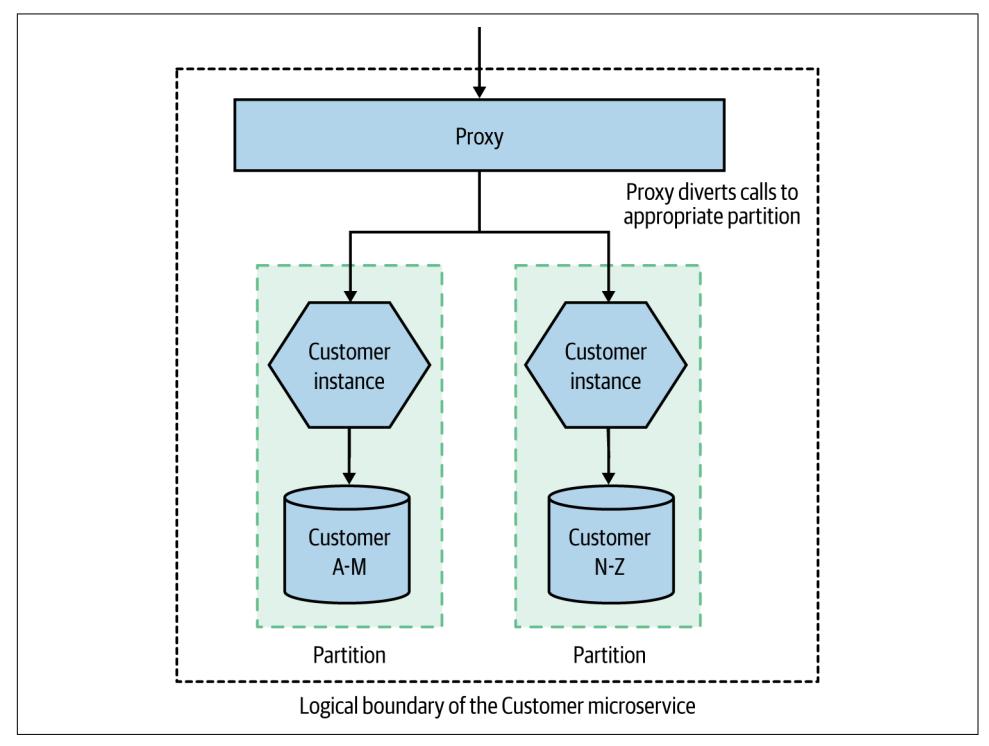 Proxy
Proxy diverts calls to
appropriate partition
Customer
instance
Customer
A-M
Partition
Customer
instance
Customer
N-Z
Partition
Logical boundary of the Customer microservice